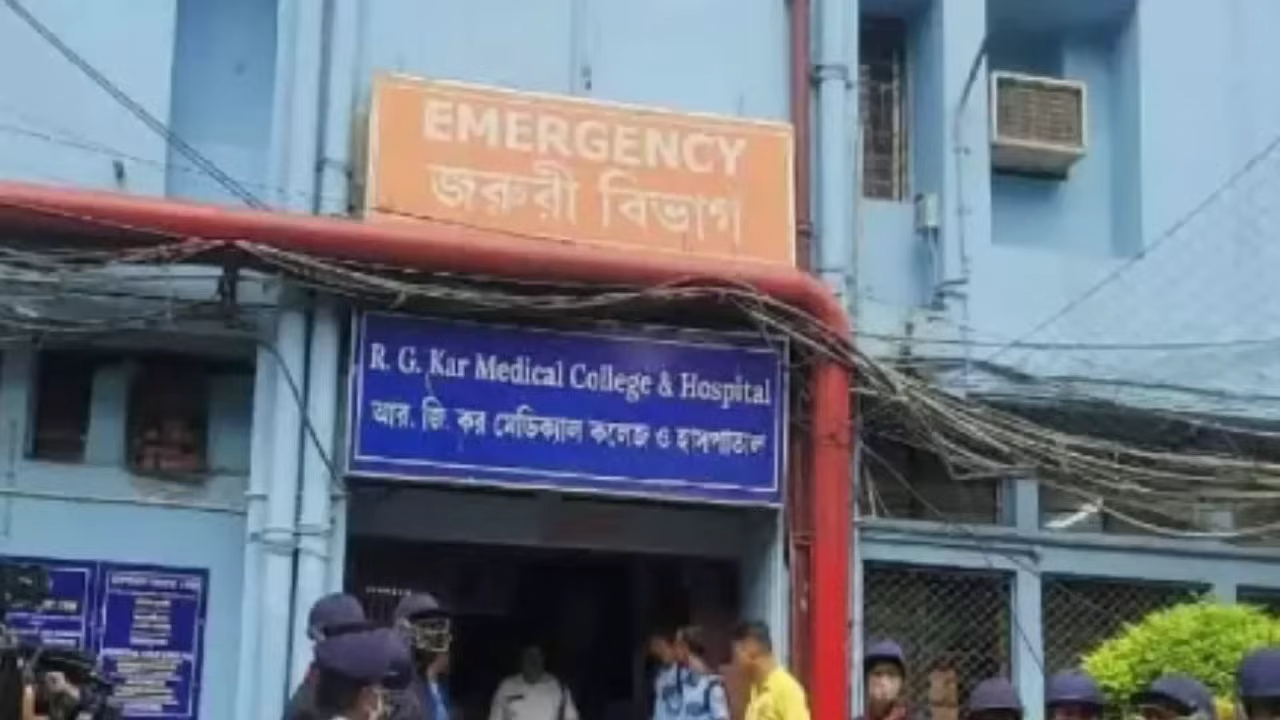 EMERGENCY
জরুরী বিভাগ
R. G. Kar Medical College & Hospital
আর. জি. কর মেডিক্যাল কলেজ ও হাসপাতাল